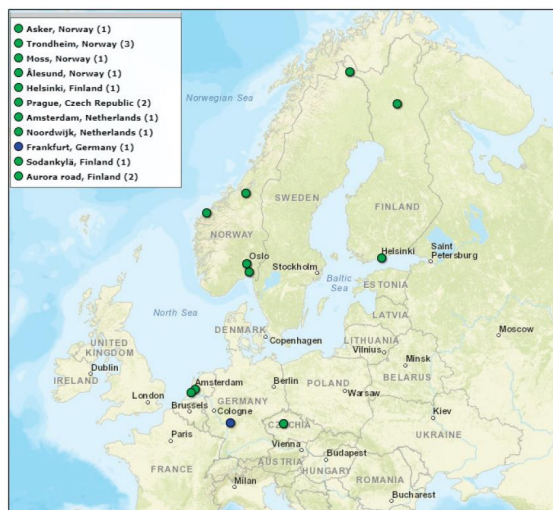 Asker, Norway (1)
Trondheim, Norway (3)
Moss, Norway (1)
Ålesund, Norway (1)
Helsinki, Finland (1)
Prague, Czech Republic (2)
Amsterdam, Netherlands (1)
Noordwijk, Netherlands (1)
Frankfurt, Germany (1)
Sodankylä, Finland (1)
Aurora road, Finland (2)
Norwegian Sea
SWEDEN
FINLAND
NORWAY
Oslo
Helsinki
Saint
Petersburg
Stockholm
Baltic
Sea
ESTONIA
North Sea
LATVIA
DENMARK
Copenhagen
LITHUANIA
Vilnius
Moscow
Minsk
BELARUS
UNITED
KINGDOM
Dublin
IRELAND
London
Amsterdam
Berlin
POLAND
Warsaw
Brussels
GERMANY
Cologne
Kiev
UKRAINE
CZECHIA
Paris
Vienna
Budapest
AUSTRIA
HUNGARY
FRANCE
Milan
ROMANIA
Bucharest